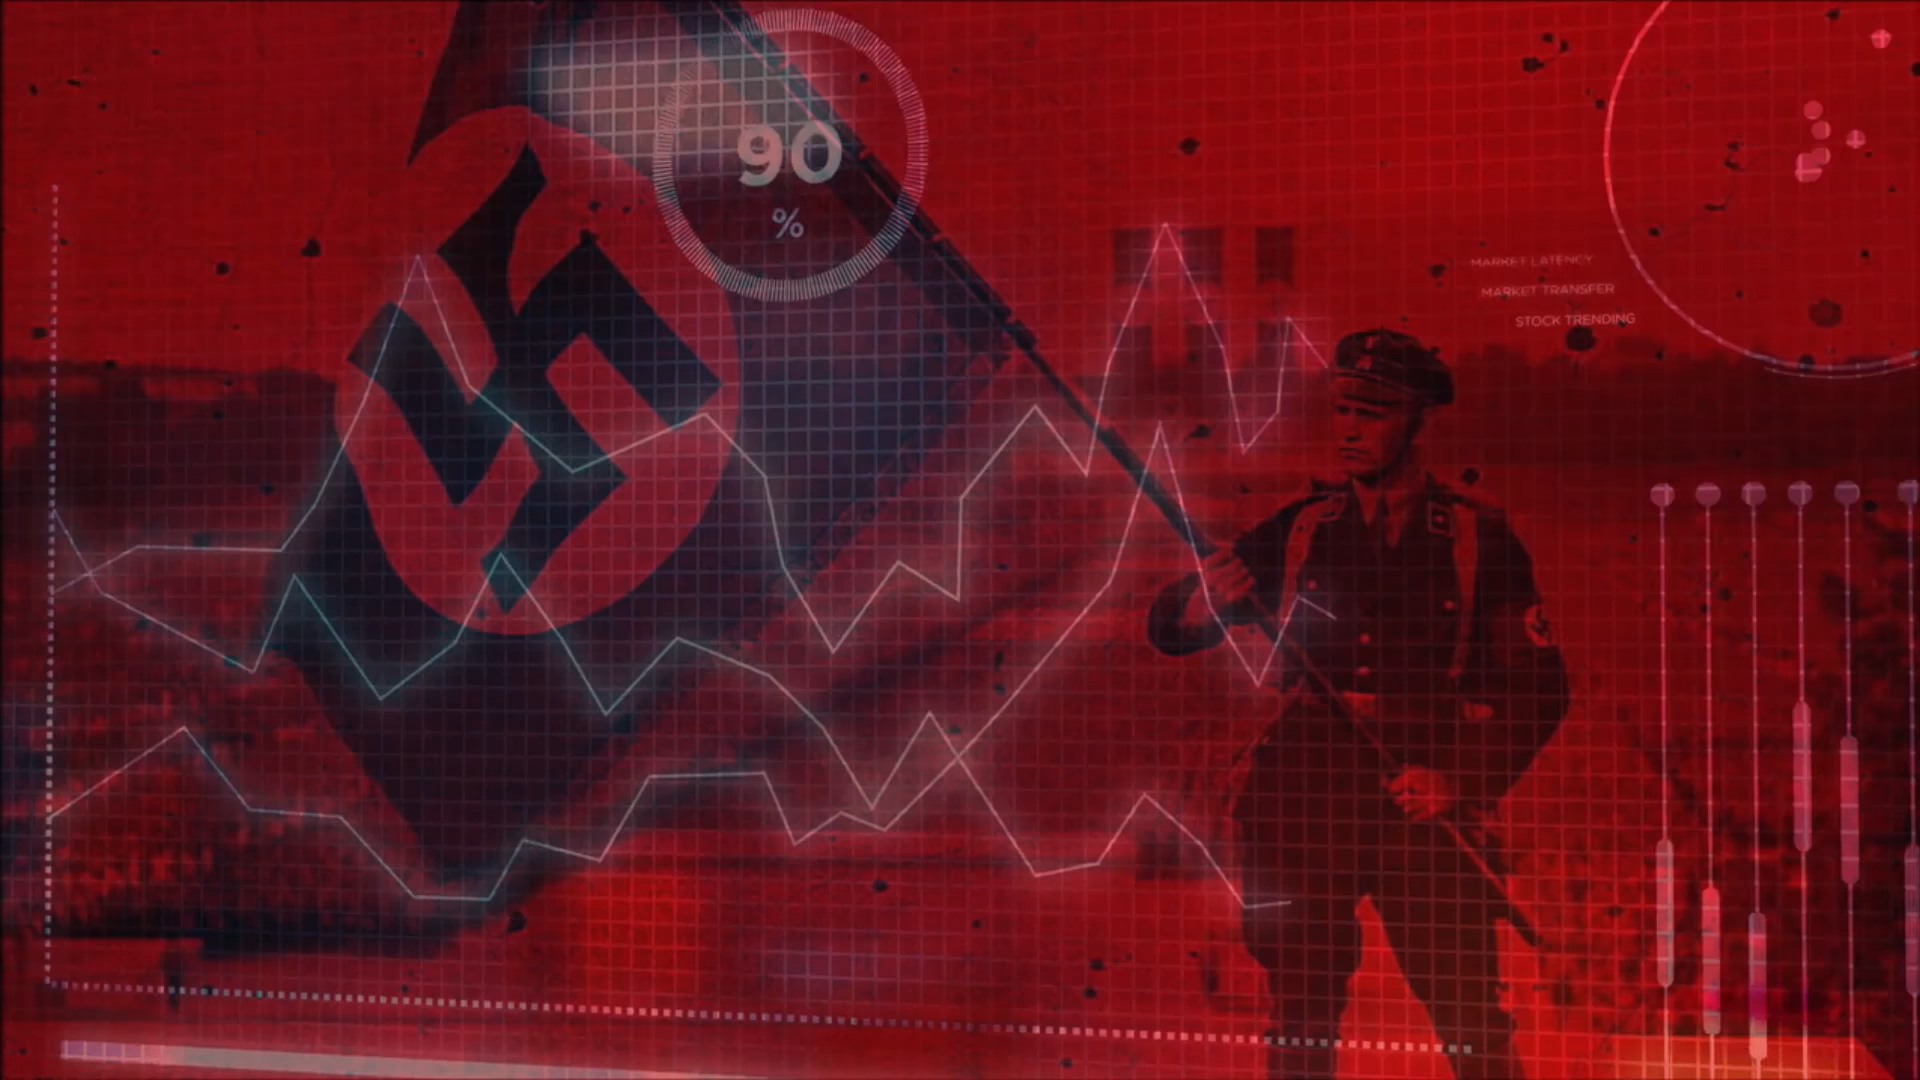 90
%
MARKET LATENCY
MARKET TRANSFER
STOCK TRENDING